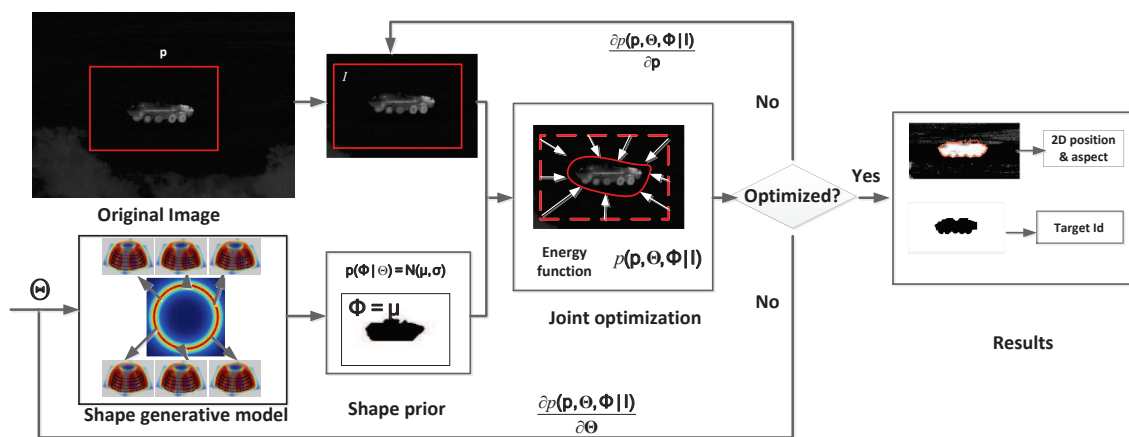 p
Original Image
I
∂p(p,Θ,Φ|I)
∂p
No
Energy
function
p(p,Θ,Φ|I)
Joint optimization
Optimized?
Yes
2D position
& aspect
Target Id
Results
Θ
Shape generative model
p(Φ|Θ)=N(μ,σ)
Φ = μ
Shape prior
No
∂p(p,Θ,Φ|I)
∂Θ